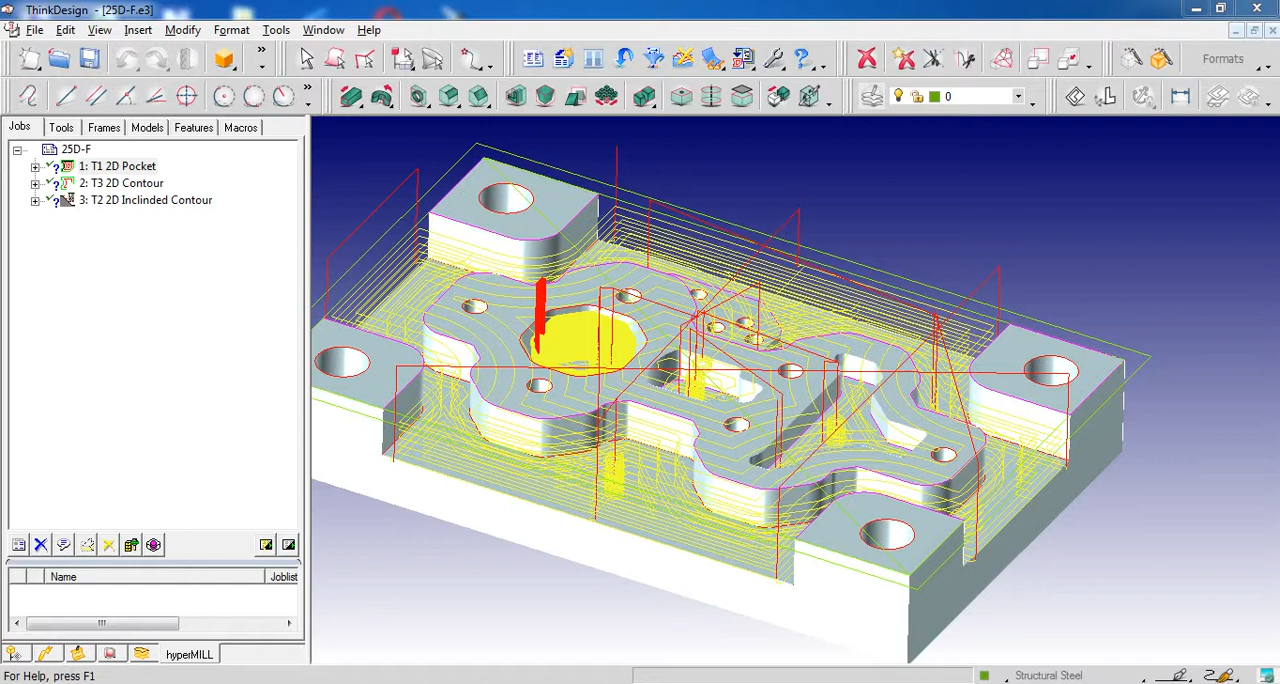 ThinkDesign - [25D-F.e3]
File Edit View Insert Modify Format Tools Window Help
Formats
0
Jobs Tools Frames Models Features Macros
25D-F
1: T1 2D Pocket
2: T3 2D Contour
3: T2 2D Inclinded Contour
Name Joblist
hyperMILL
For Help, press F1
Structural Steel